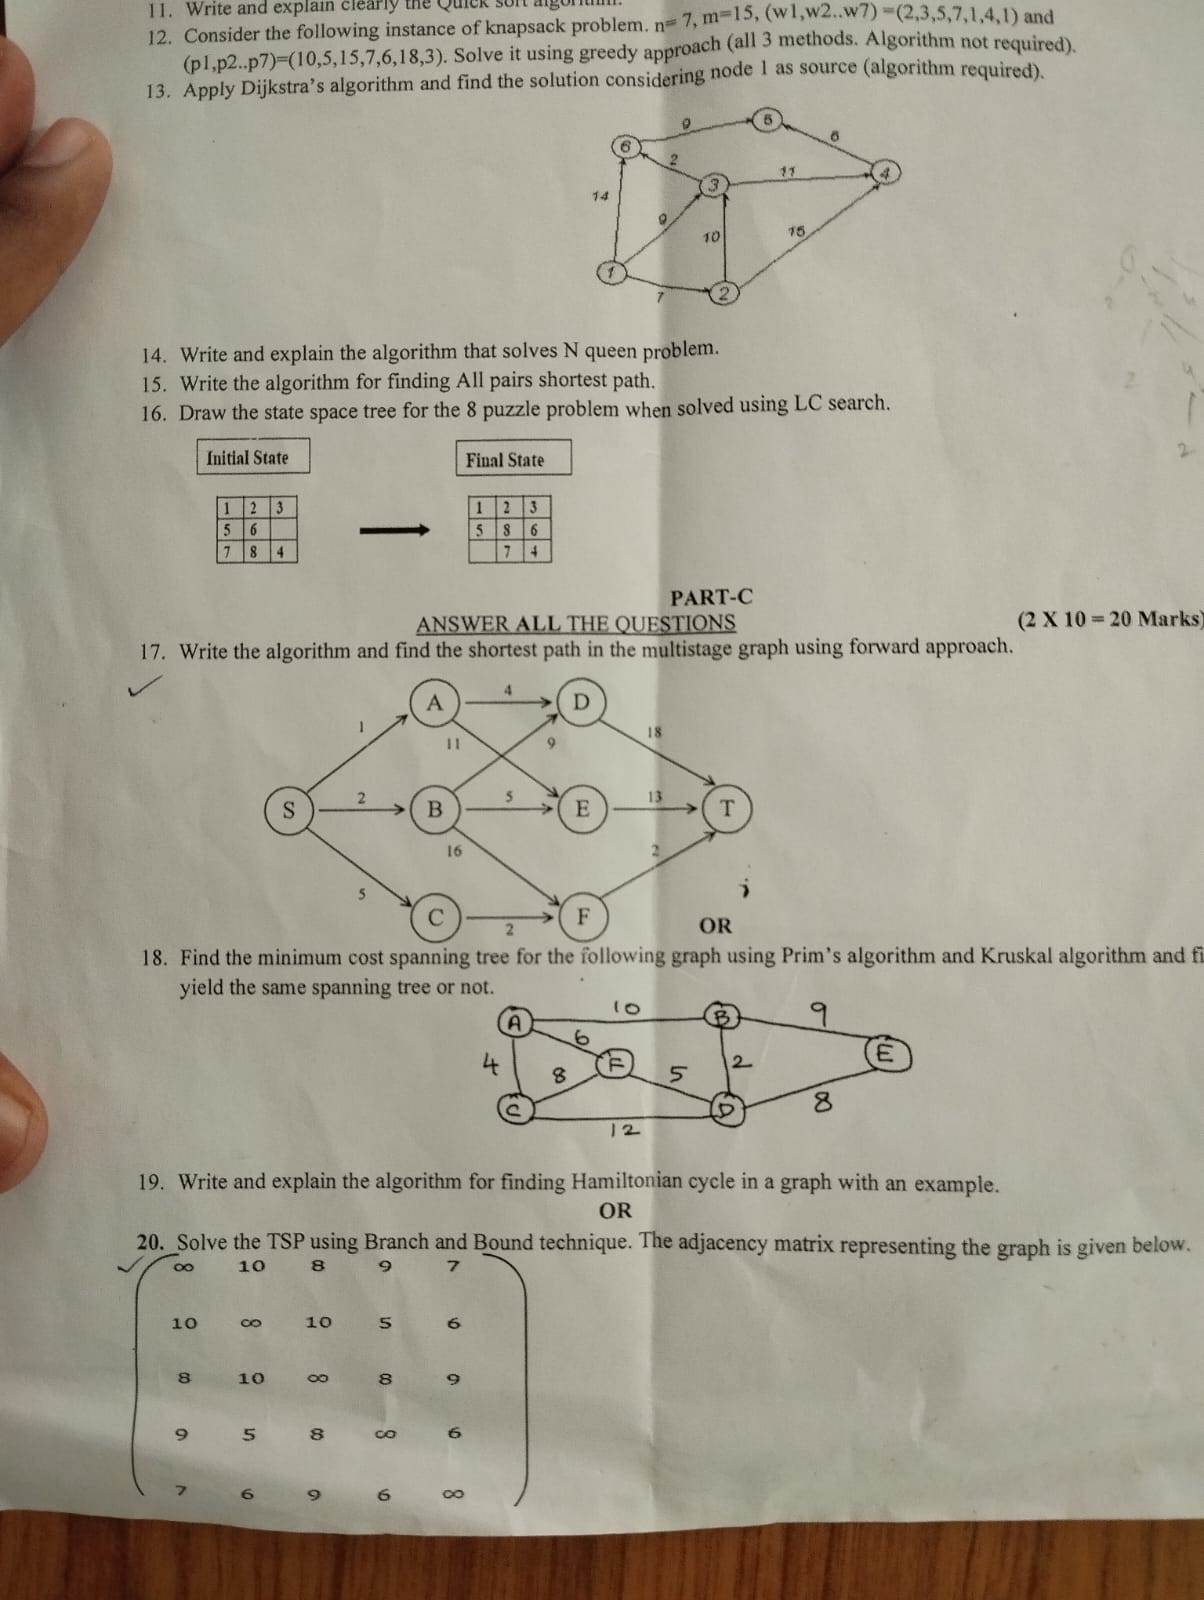 11. Write and explain clearly the Quick sort algorithm.
12. Consider the following instance of knapsack problem. n= 7, m=15, (w1,w2..w7) =(2,3,5,7,1,4,1) and
(p1,p2..p7)=(10,5,15,7,6,18,3). Solve it using greedy approach (all 3 methods. Algorithm not required).
13. Apply Dijkstra's algorithm and find the solution considering node 1 as source (algorithm required).
9 5 6
6 2 11 4
14 3
9 10 15
1
7 2
14. Write and explain the algorithm that solves N queen problem.
15. Write the algorithm for finding All pairs shortest path.
16. Draw the state space tree for the 8 puzzle problem when solved using LC search.
Initial State Final State
1 2 3 1 2 3
5 6 5 8 6
7 8 4 7 4
PART-C
ANSWER ALL THE QUESTIONS (2 X 10 = 20 Marks)
17. Write the algorithm and find the shortest path in the multistage graph using forward approach.
A 4 D
1 11 9 18
S 2 B 5 E 13 T
16 2
5 C 2 F
OR
18. Find the minimum cost spanning tree for the following graph using Prim's algorithm and Kruskal algorithm and fi
yield the same spanning tree or not.
A 10 B 9
6 E
4 8 F 5 2
C D 8
12
19. Write and explain the algorithm for finding Hamiltonian cycle in a graph with an example.
OR
20. Solve the TSP using Branch and Bound technique. The adjacency matrix representing the graph is given below.
∞ 10 8 9 7
10 ∞ 10 5 6
8 10 ∞ 8 9
9 5 8 ∞ 6
7 6 9 6 ∞